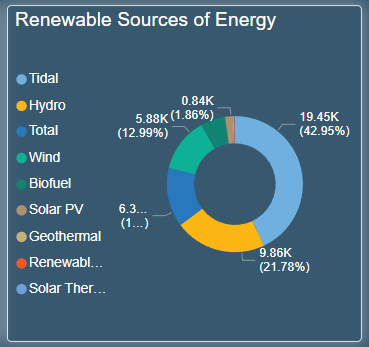 Renewable Sources of Energy
Tidal
Hydro
Total
Wind
Biofuel
Solar PV
Geothermal
Renewabl...
Solar Ther...
0.84K
(1.86%)
5.88K
(12.99%)
6.3...
(1...)
19.45K
(42.95%)
9.86K
(21.78%)